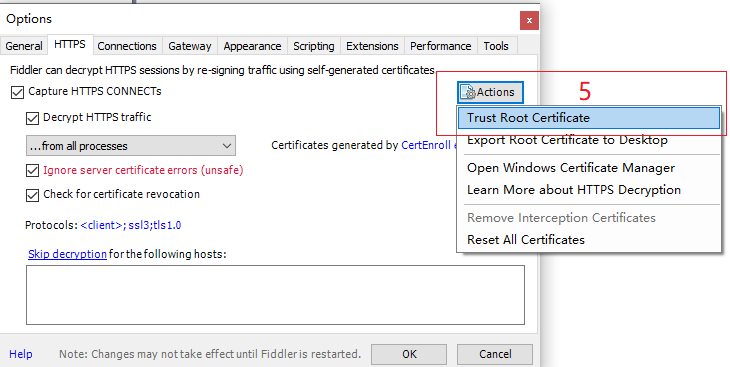 Options
x
General HTTPS Connections Gateway Appearance Scripting Extensions Performance Tools
Fiddler can decrypt HTTPS sessions by re-signing traffic using self-generated certificates.
Capture HTTPS CONNECTs
Actions
5
Decrypt HTTPS traffic
Trust Root Certificate
...from all processes
Certificates generated by CertEnroll
Export Root Certificate to Desktop
Ignore server certificate errors (unsafe)
Open Windows Certificate Manager
Check for certificate revocation
Learn More about HTTPS Decryption
Protocols: <client>; ssl3;tls1.0
Remove Interception Certificates
Reset All Certificates
Skip decryption for the following hosts:
Help
Note: Changes may not take effect until Fiddler is restarted.
OK
Cancel